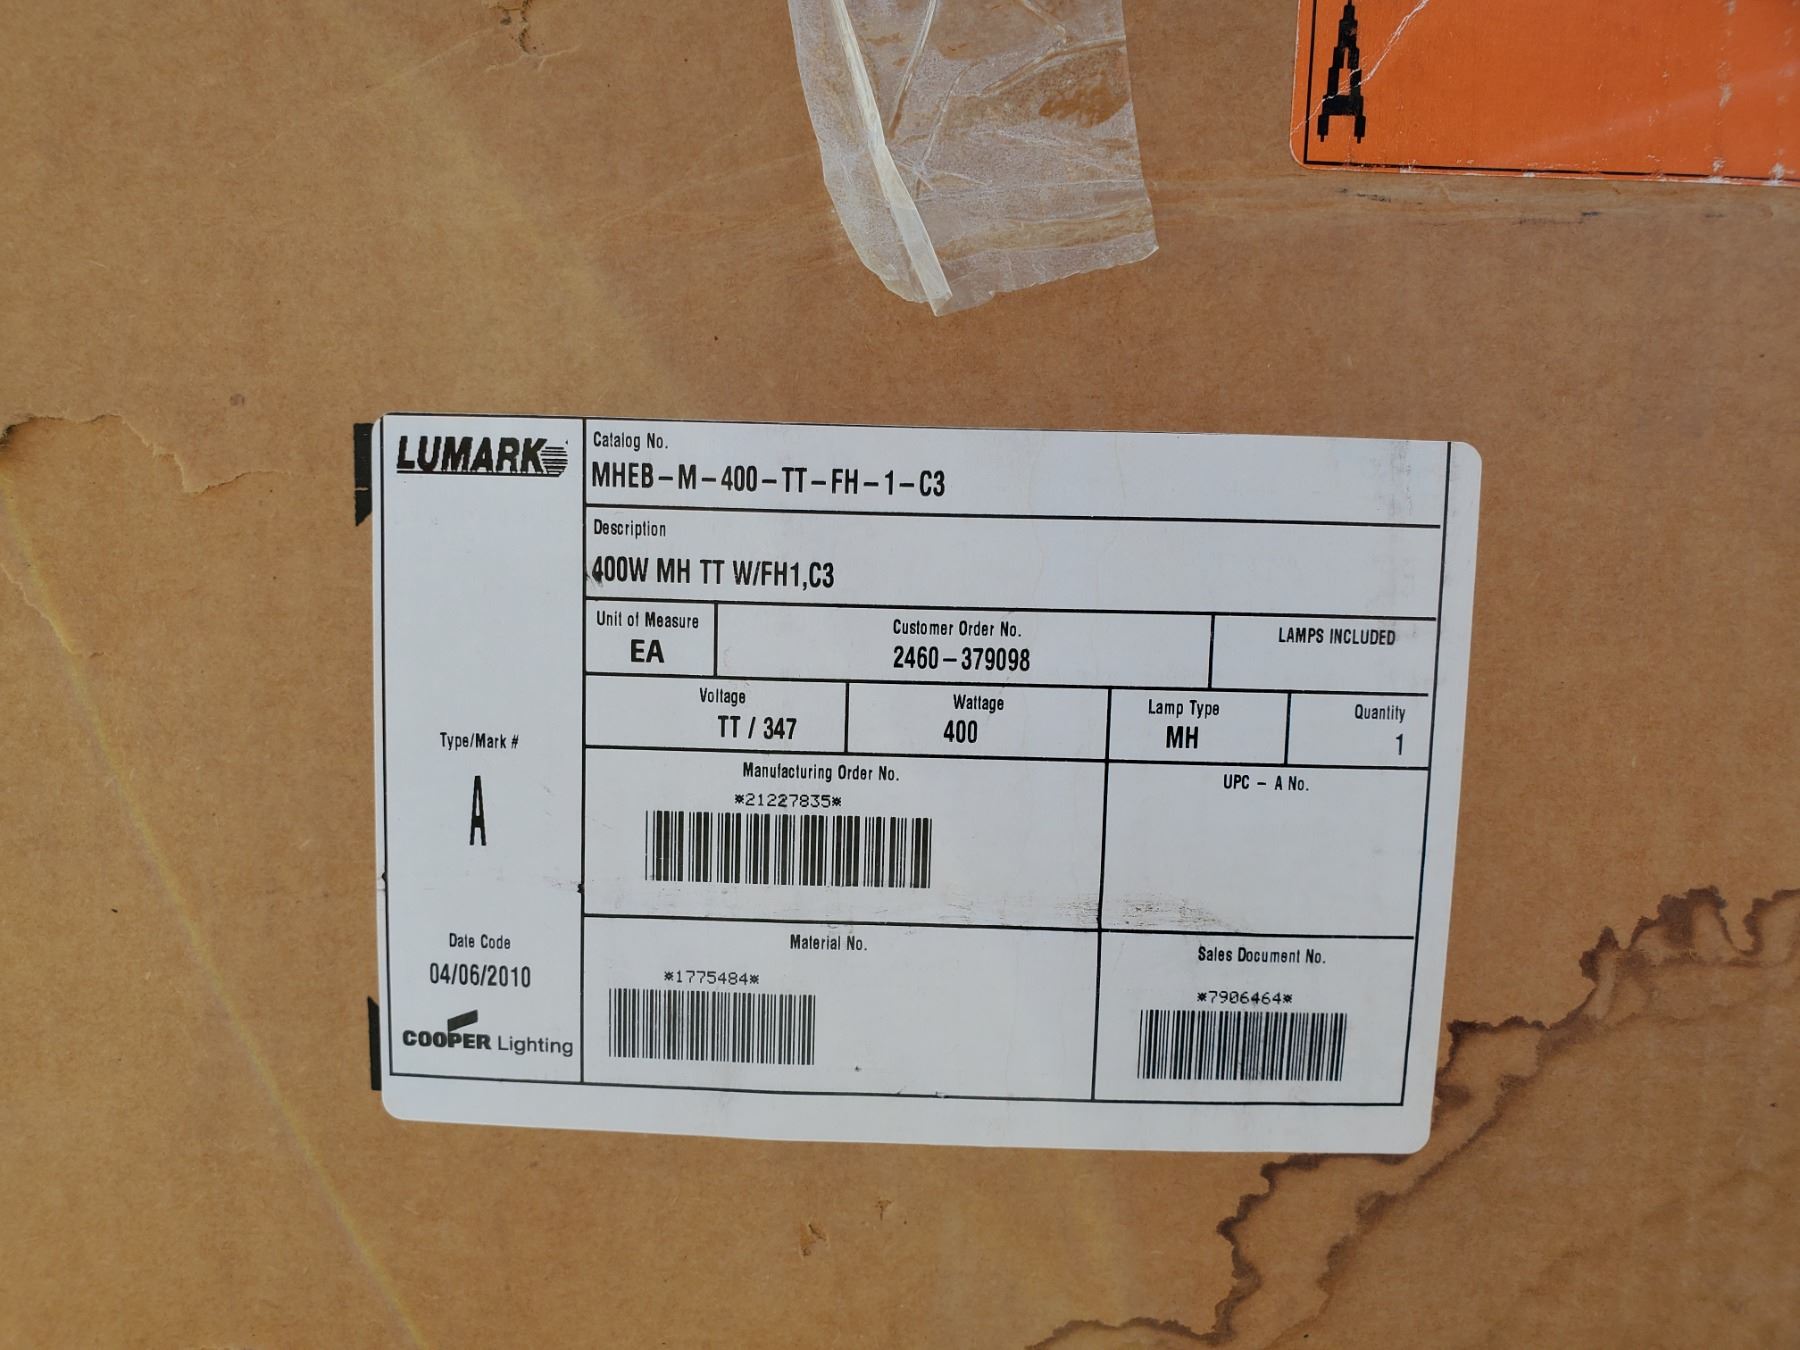 LUMARK
Catalog No.
MHEB-M-400-TT-FH-1-C3
Description
400W MH TT W/FH1,C3
Unit of Measure
EA
Customer Order No.
2460-379098
LAMPS INCLUDED
Voltage
TT / 347
Wattage
400
Lamp Type
MH
Quantity
1
Type/Mark #
A
Manufacturing Order No.
*21227835*
UPC - A No.
Date Code
04/06/2010
COOPER Lighting
Material No.
*1775484*
Sales Document No.
*7906464*